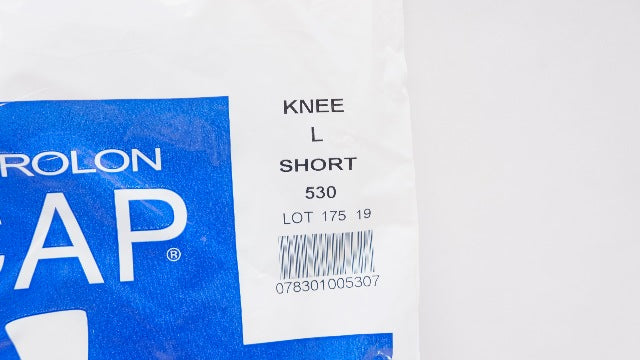 ROLON
CAP®
KNEE
L
SHORT
530
LOT 175 19
078301005307